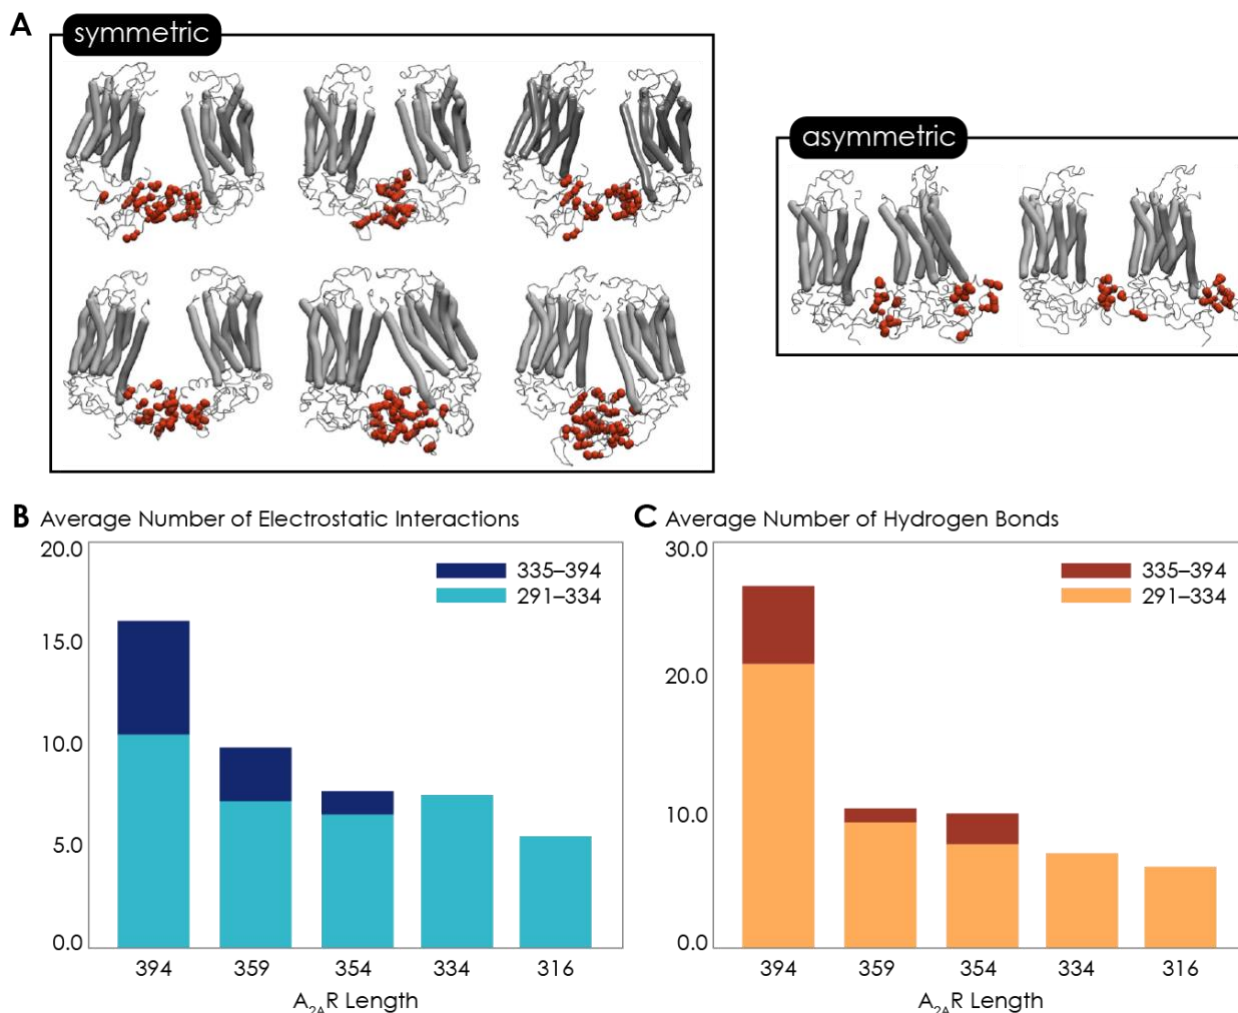 A
symmetric
asymmetric
B Average Number of Electrostatic Interactions
20.0
15.0
10.0
5.0
0.0
335–394
291–334
394 359 354 334 316
A₂ₐR Length
C Average Number of Hydrogen Bonds
30.0
20.0
10.0
0.0
335–394
291–334
394 359 354 334 316
A₂ₐR Length